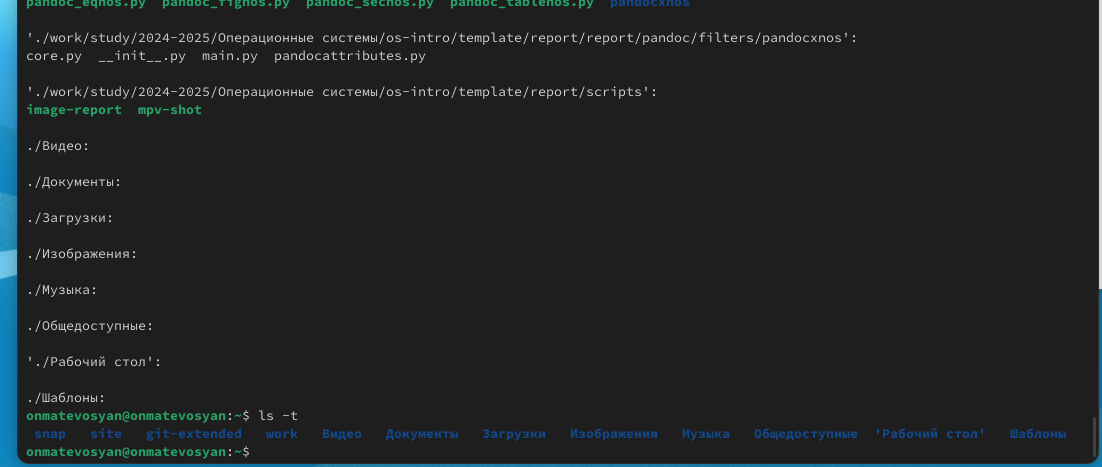 pandoc_eqnos.py  pandoc_fignos.py  pandoc_secnos.py  pandoc_tablenos.py  pandocxnos
'./work/study/2024-2025/Операционные системы/os-intro/template/report/report/pandoc/filters/pandocxnos':
core.py  __init__.py  main.py  pandocattributes.py
'./work/study/2024-2025/Операционные системы/os-intro/template/report/scripts':
image-report  mpv-shot
./Видео:
./Документы:
./Загрузки:
./Изображения:
./Музыка:
./Общедоступные:
'./Рабочий стол':
./Шаблоны:
onmatevosyan@onmatevosyan:~$ ls -t
snap  site  git-extended  work  Видео  Документы  Загрузки  Изображения  Музыка  Общедоступные  'Рабочий стол'  Шаблоны
onmatevosyan@onmatevosyan:~$